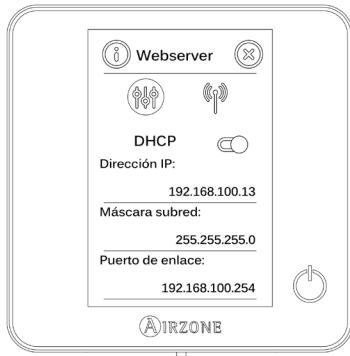 Webserver
DHCP
Dirección IP:
192.168.100.13
Máscara subred:
255.255.255.0
Puerto de enlace:
192.168.100.254
AIRZONE